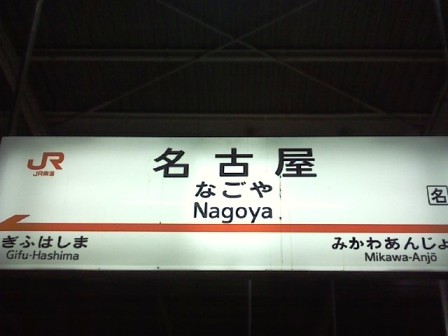 JR
JR東海
名古屋
なごや
Nagoya
名
ぎふはしま
Gifu-Hashima
みかわあんじょ
Mikawa-Anjō